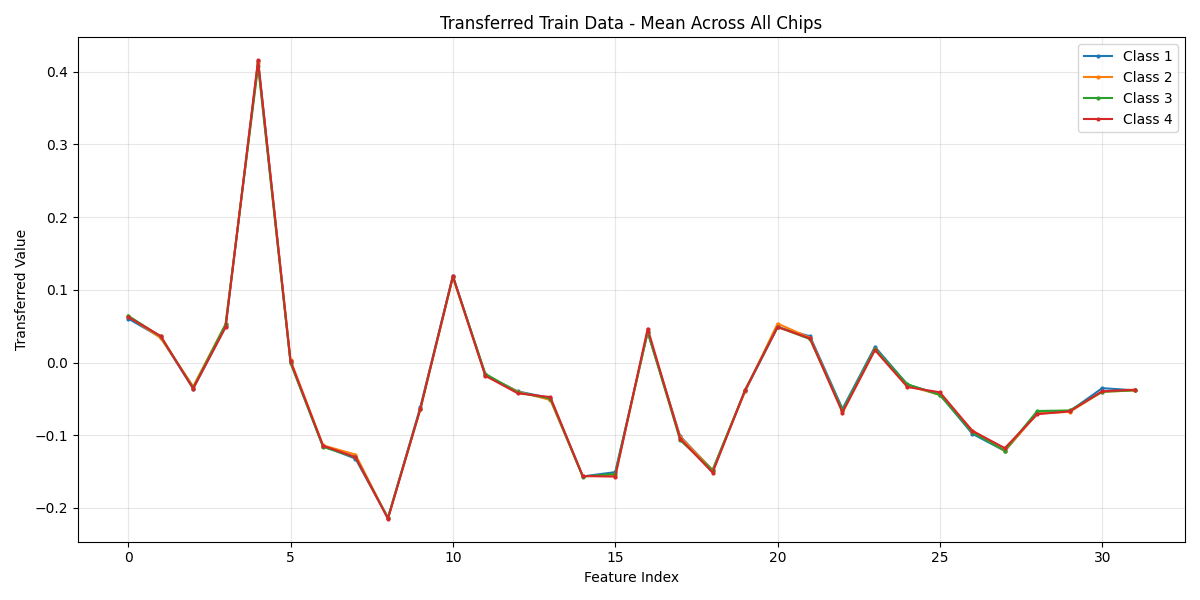 Transferred Train Data - Mean Across All Chips
Class 1
Class 2
Class 3
Class 4
Transferred Value
0.4
0.3
0.2
0.1
0.0
−0.1
−0.2
0 5 10 15 20 25 30
Feature Index